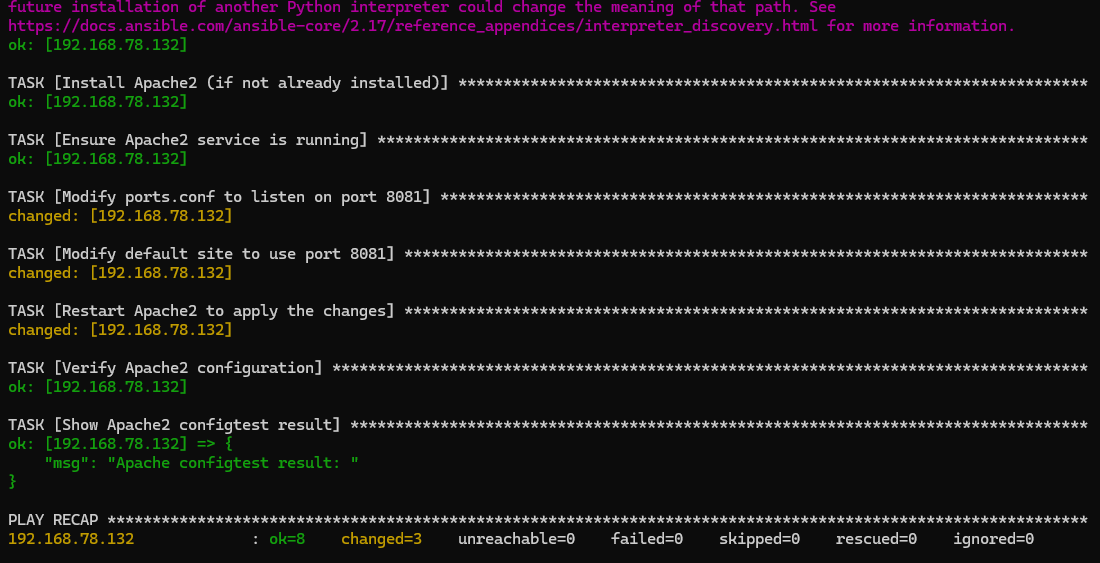 future installation of another Python interpreter could change the meaning of that path. See
https://docs.ansible.com/ansible-core/2.17/reference_appendices/interpreter_discovery.html for more information.
ok: [192.168.78.132]
TASK [Install Apache2 (if not already installed)] **********************************************************************
ok: [192.168.78.132]
TASK [Ensure Apache2 service is running] *******************************************************************************
ok: [192.168.78.132]
TASK [Modify ports.conf to listen on port 8081] ************************************************************************
changed: [192.168.78.132]
TASK [Modify default site to use port 8081] ****************************************************************************
changed: [192.168.78.132]
TASK [Restart Apache2 to apply the changes] ****************************************************************************
changed: [192.168.78.132]
TASK [Verify Apache2 configuration] ************************************************************************************
ok: [192.168.78.132]
TASK [Show Apache2 configtest result] **********************************************************************************
ok: [192.168.78.132] => {
    "msg": "Apache configtest result: "
}
PLAY RECAP *************************************************************************************************************
192.168.78.132             : ok=8    changed=3    unreachable=0    failed=0    skipped=0    rescued=0    ignored=0